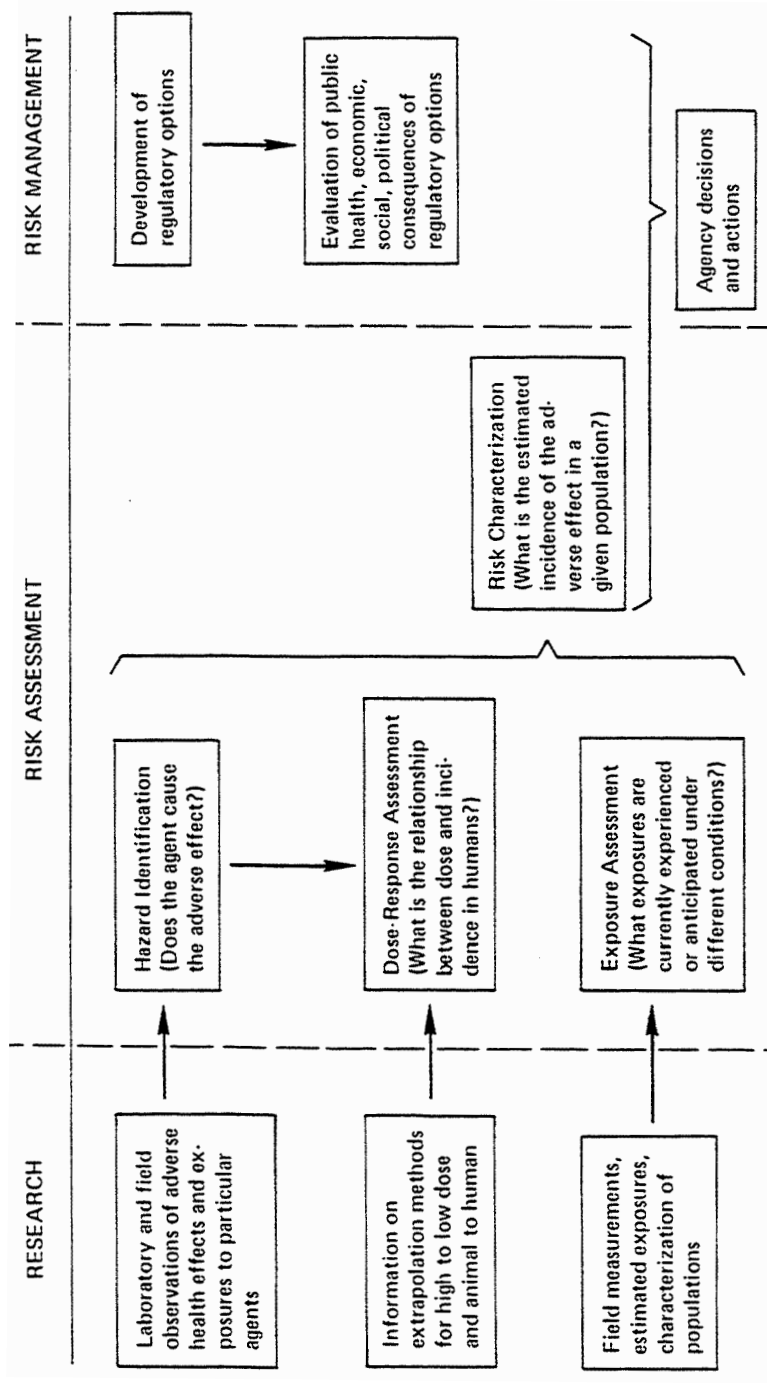 RESEARCH
RISK ASSESSMENT
RISK MANAGEMENT
Laboratory and field
observations of adverse
health effects and ex-
posures to particular
agents
Information on
extrapolation methods
for high to low dose
and animal to human
Field measurements,
estimated exposures,
characterization of
populations
Hazard Identification
(Does the agent cause
the adverse effect?)
Dose-Response Assessment
(What is the relationship
between dose and inci-
dence in humans?)
Exposure Assessment
(What exposures are
currently experienced
or anticipated under
different conditions?)
Risk Characterization
(What is the estimated
incidence of the ad-
verse effect in a
given population?)
Development of
regulatory options
Evaluation of public
health, economic,
social, political
consequences of
regulatory options
Agency decisions
and actions